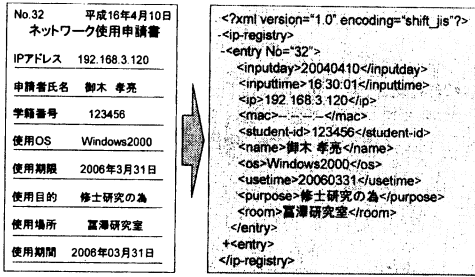 No.32 平成16年4月10日
ネットワーク使用申請書
IPアドレス 192.168.3.120
申請者氏名 御木 孝亮
学籍番号 123456
使用OS Windows2000
使用期限 2006年3月31日
使用目的 修士研究の為
使用場所 冨澤研究室
使用期間 2006年03月31日
<?xml version="1.0" encoding="shift_jis"?>
-<ip-registry>
-<entry No="32">
<inputday>20040410</inputday>
<inputtime>16:30:01</inputtime>
<ip>192.168.3.120</ip>
<mac>-----</mac>
<student-id>123456</student-id>
<name>御木 孝亮</name>
<os>Windows2000</os>
<usetime>20060331</usetime>
<purpose>修士研究の為</purpose>
<room>冨澤研究室</room>
</entry>
+<entry>
</ip-registry>